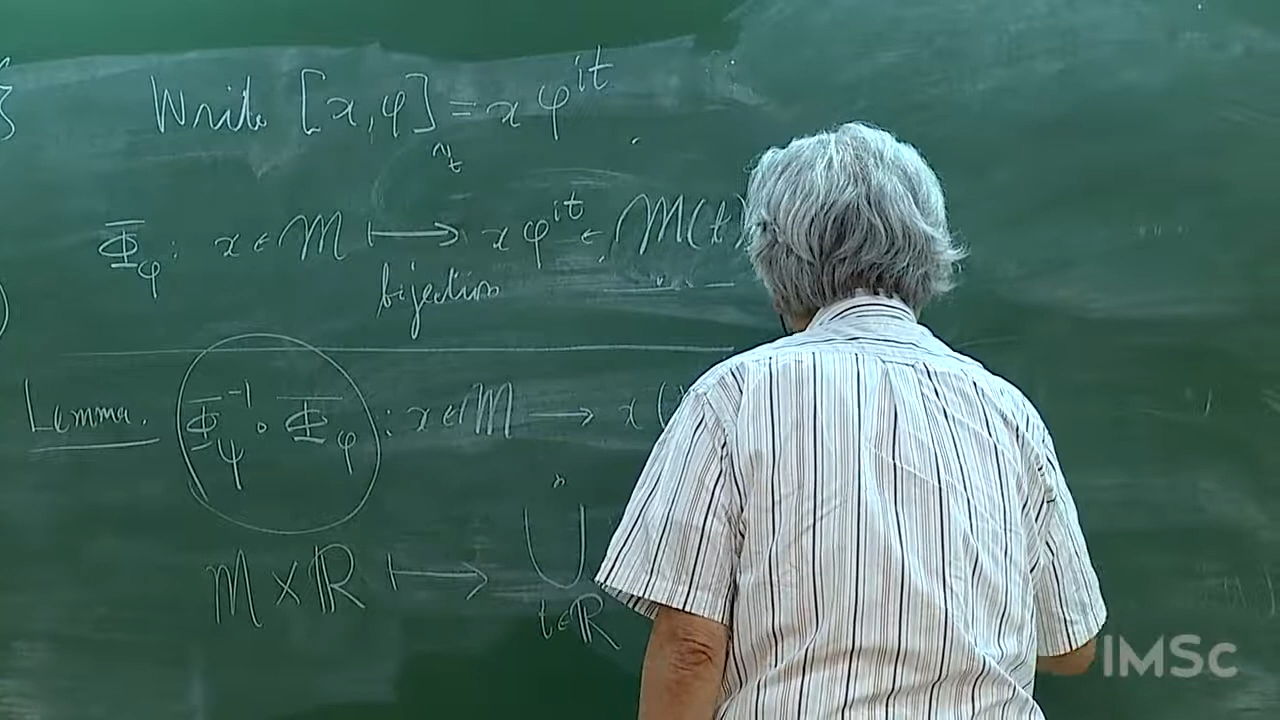 Write [x, φ] = x φ^{it}
~t
Φ_φ : x ∈ M ⟼ x φ^{it} ∈ M(t)
bijection
Lemma. Φ_ψ^{-1} ∘ Φ_φ : x ∈ M ⟶ x (
M × ℝ ⟼ ∪
t∈ℝ
IMSc